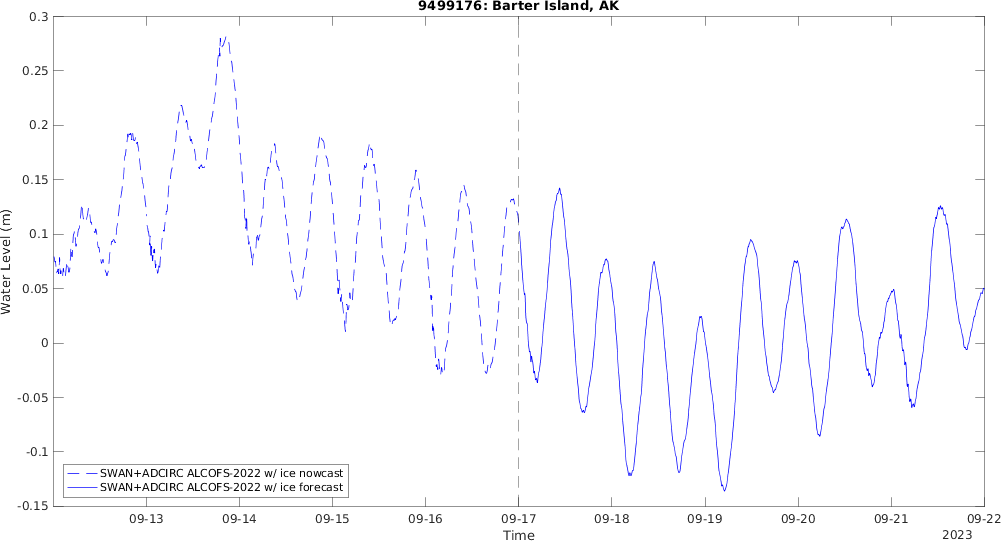 9499176: Barter Island, AK
0.3
0.25
0.2
0.15
0.1
0.05
0
-0.05
-0.1
-0.15
Water Level (m)
SWAN+ADCIRC ALCOFS-2022 w/ ice nowcast
SWAN+ADCIRC ALCOFS-2022 w/ ice forecast
09-13 09-14 09-15 09-16 09-17 09-18 09-19 09-20 09-21 09-22
Time
2023